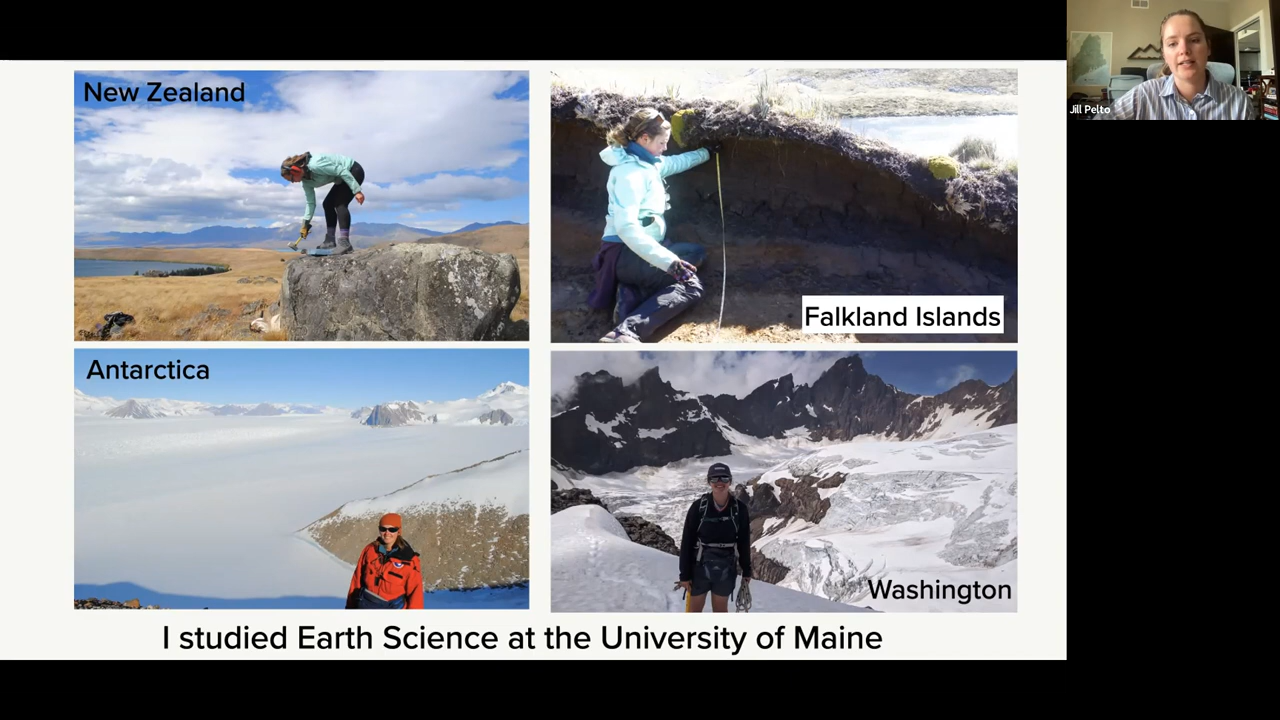 New Zealand
Falkland Islands
Antarctica
Washington
I studied Earth Science at the University of Maine
Jill Pelto